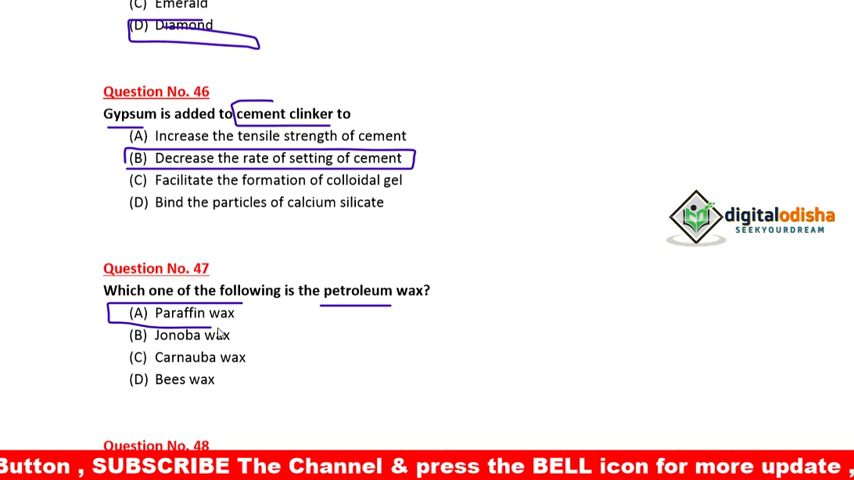 (C) Emerald
(D) Diamond
Question No. 46
Gypsum is added to cement clinker to
(A) Increase the tensile strength of cement
(B) Decrease the rate of setting of cement
(C) Facilitate the formation of colloidal gel
(D) Bind the particles of calcium silicate
digitalodisha
SEEKYOURDREAM
Question No. 47
Which one of the following is the petroleum wax?
(A) Paraffin wax
(B) Jonoba wax
(C) Carnauba wax
(D) Bees wax
Question No. 48
Button , SUBSCRIBE The Channel & press the BELL icon for more update ,